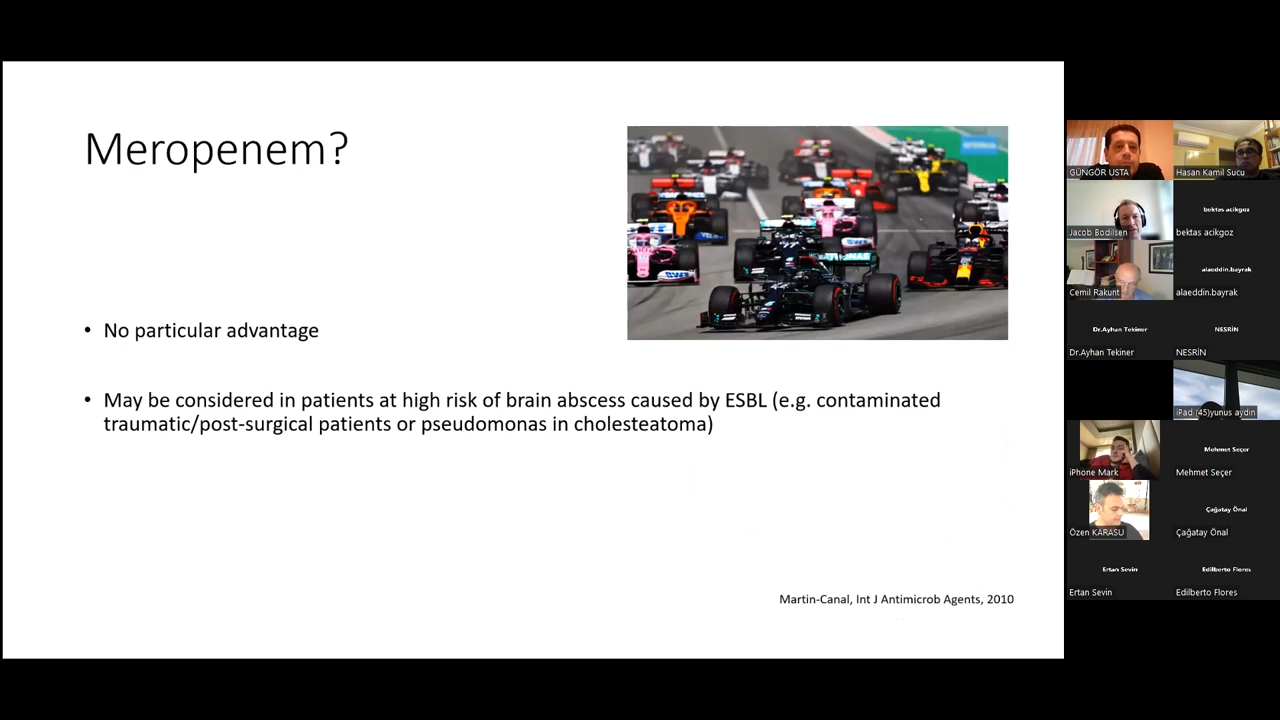 Meropenem?
• No particular advantage
• May be considered in patients at high risk of brain abscess caused by ESBL (e.g. contaminated
traumatic/post-surgical patients or pseudomonas in cholesteatoma)
Martin-Canal, Int J Antimicrob Agents, 2010
GÜNGÖR USTA
Hasan Kamil Sucu
Jacob Bodilsen
bektas acikgoz
bektas acikgoz
Cemil Rakunt
alaeddin.bayrak
alaeddin.bayrak
Dr.Ayhan Tekiner
Dr.Ayhan Tekiner
NESRİN
NESRİN
iPad (45)yunus aydın
iPhone Mark
Mehmet Seçer
Mehmet Seçer
Özen KARASU
Çağatay Önal
Çağatay Önal
Ertan Sevin
Ertan Sevin
Edilberto Flores
Edilberto Flores